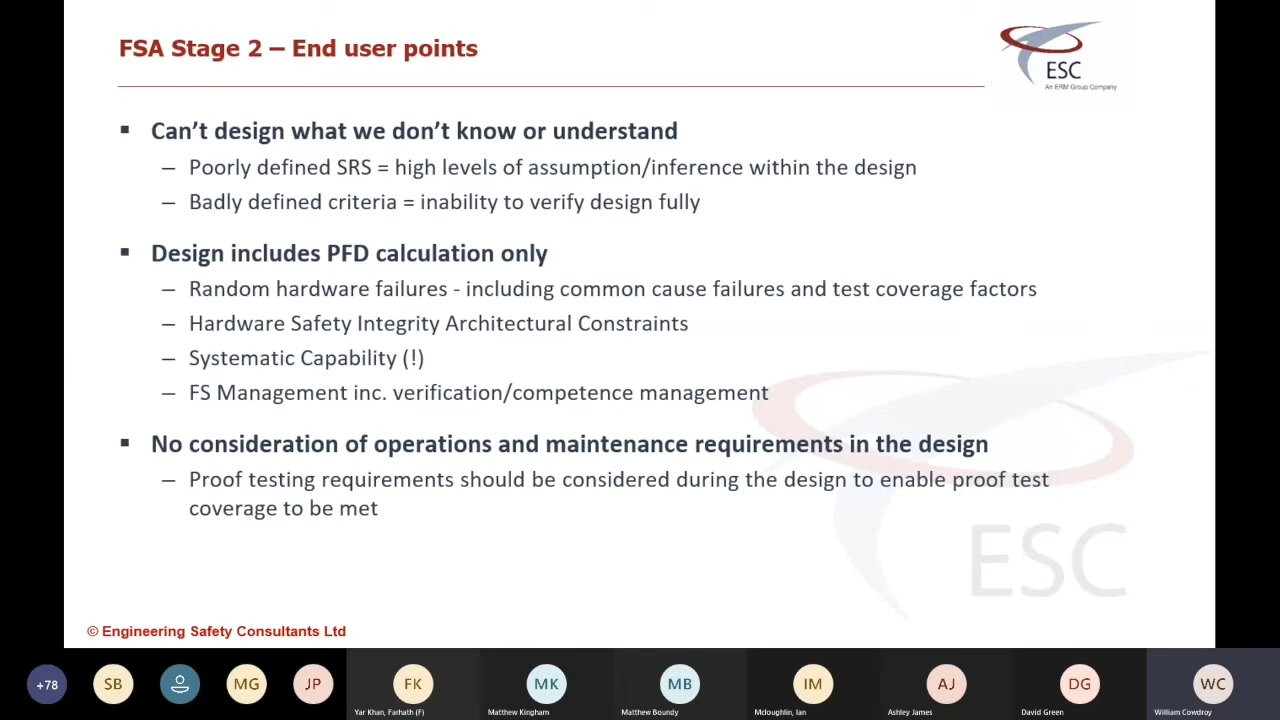 FSA Stage 2 – End user points
ESC
An ERM Group Company
▪ Can’t design what we don’t know or understand
– Poorly defined SRS = high levels of assumption/inference within the design
– Badly defined criteria = inability to verify design fully
▪ Design includes PFD calculation only
– Random hardware failures - including common cause failures and test coverage factors
– Hardware Safety Integrity Architectural Constraints
– Systematic Capability (!)
– FS Management inc. verification/competence management
▪ No consideration of operations and maintenance requirements in the design
– Proof testing requirements should be considered during the design to enable proof test
coverage to be met
ESC
© Engineering Safety Consultants Ltd
+78 SB MG JP FK MK MB IM AJ DG WC
Yar Khan, Farhath (F) Matthew Kingham Matthew Boundy Mcloughlin, Ian Ashley James David Green William Cowdroy